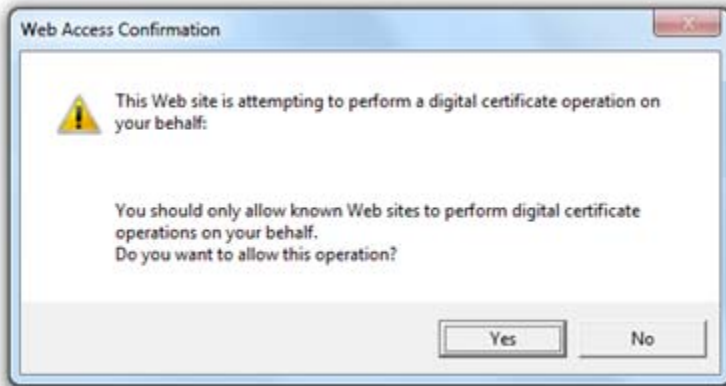 Web Access Confirmation
This Web site is attempting to perform a digital certificate operation on
your behalf:
You should only allow known Web sites to perform digital certificate
operations on your behalf.
Do you want to allow this operation?
Yes No